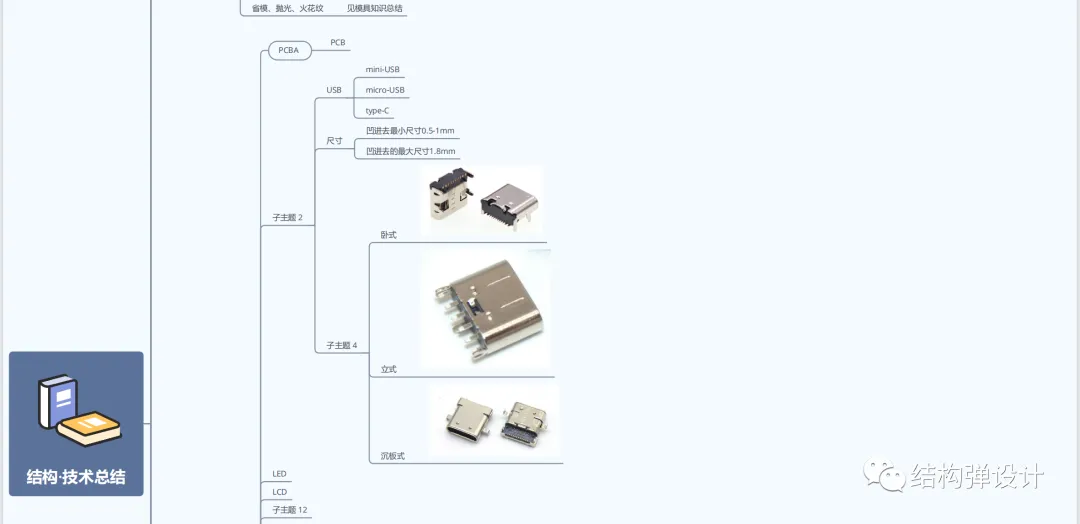 省模、抛光、火花纹
见模具知识总结
PCBA
PCB
子主题 2
USB
mini-USB
micro-USB
type-C
尺寸
凹进去最小尺寸0.5-1mm
凹进去的最大尺寸1.8mm
子主题 4
卧式
立式
沉板式
LED
LCD
子主题 12
结构·技术总结
结构弹设计